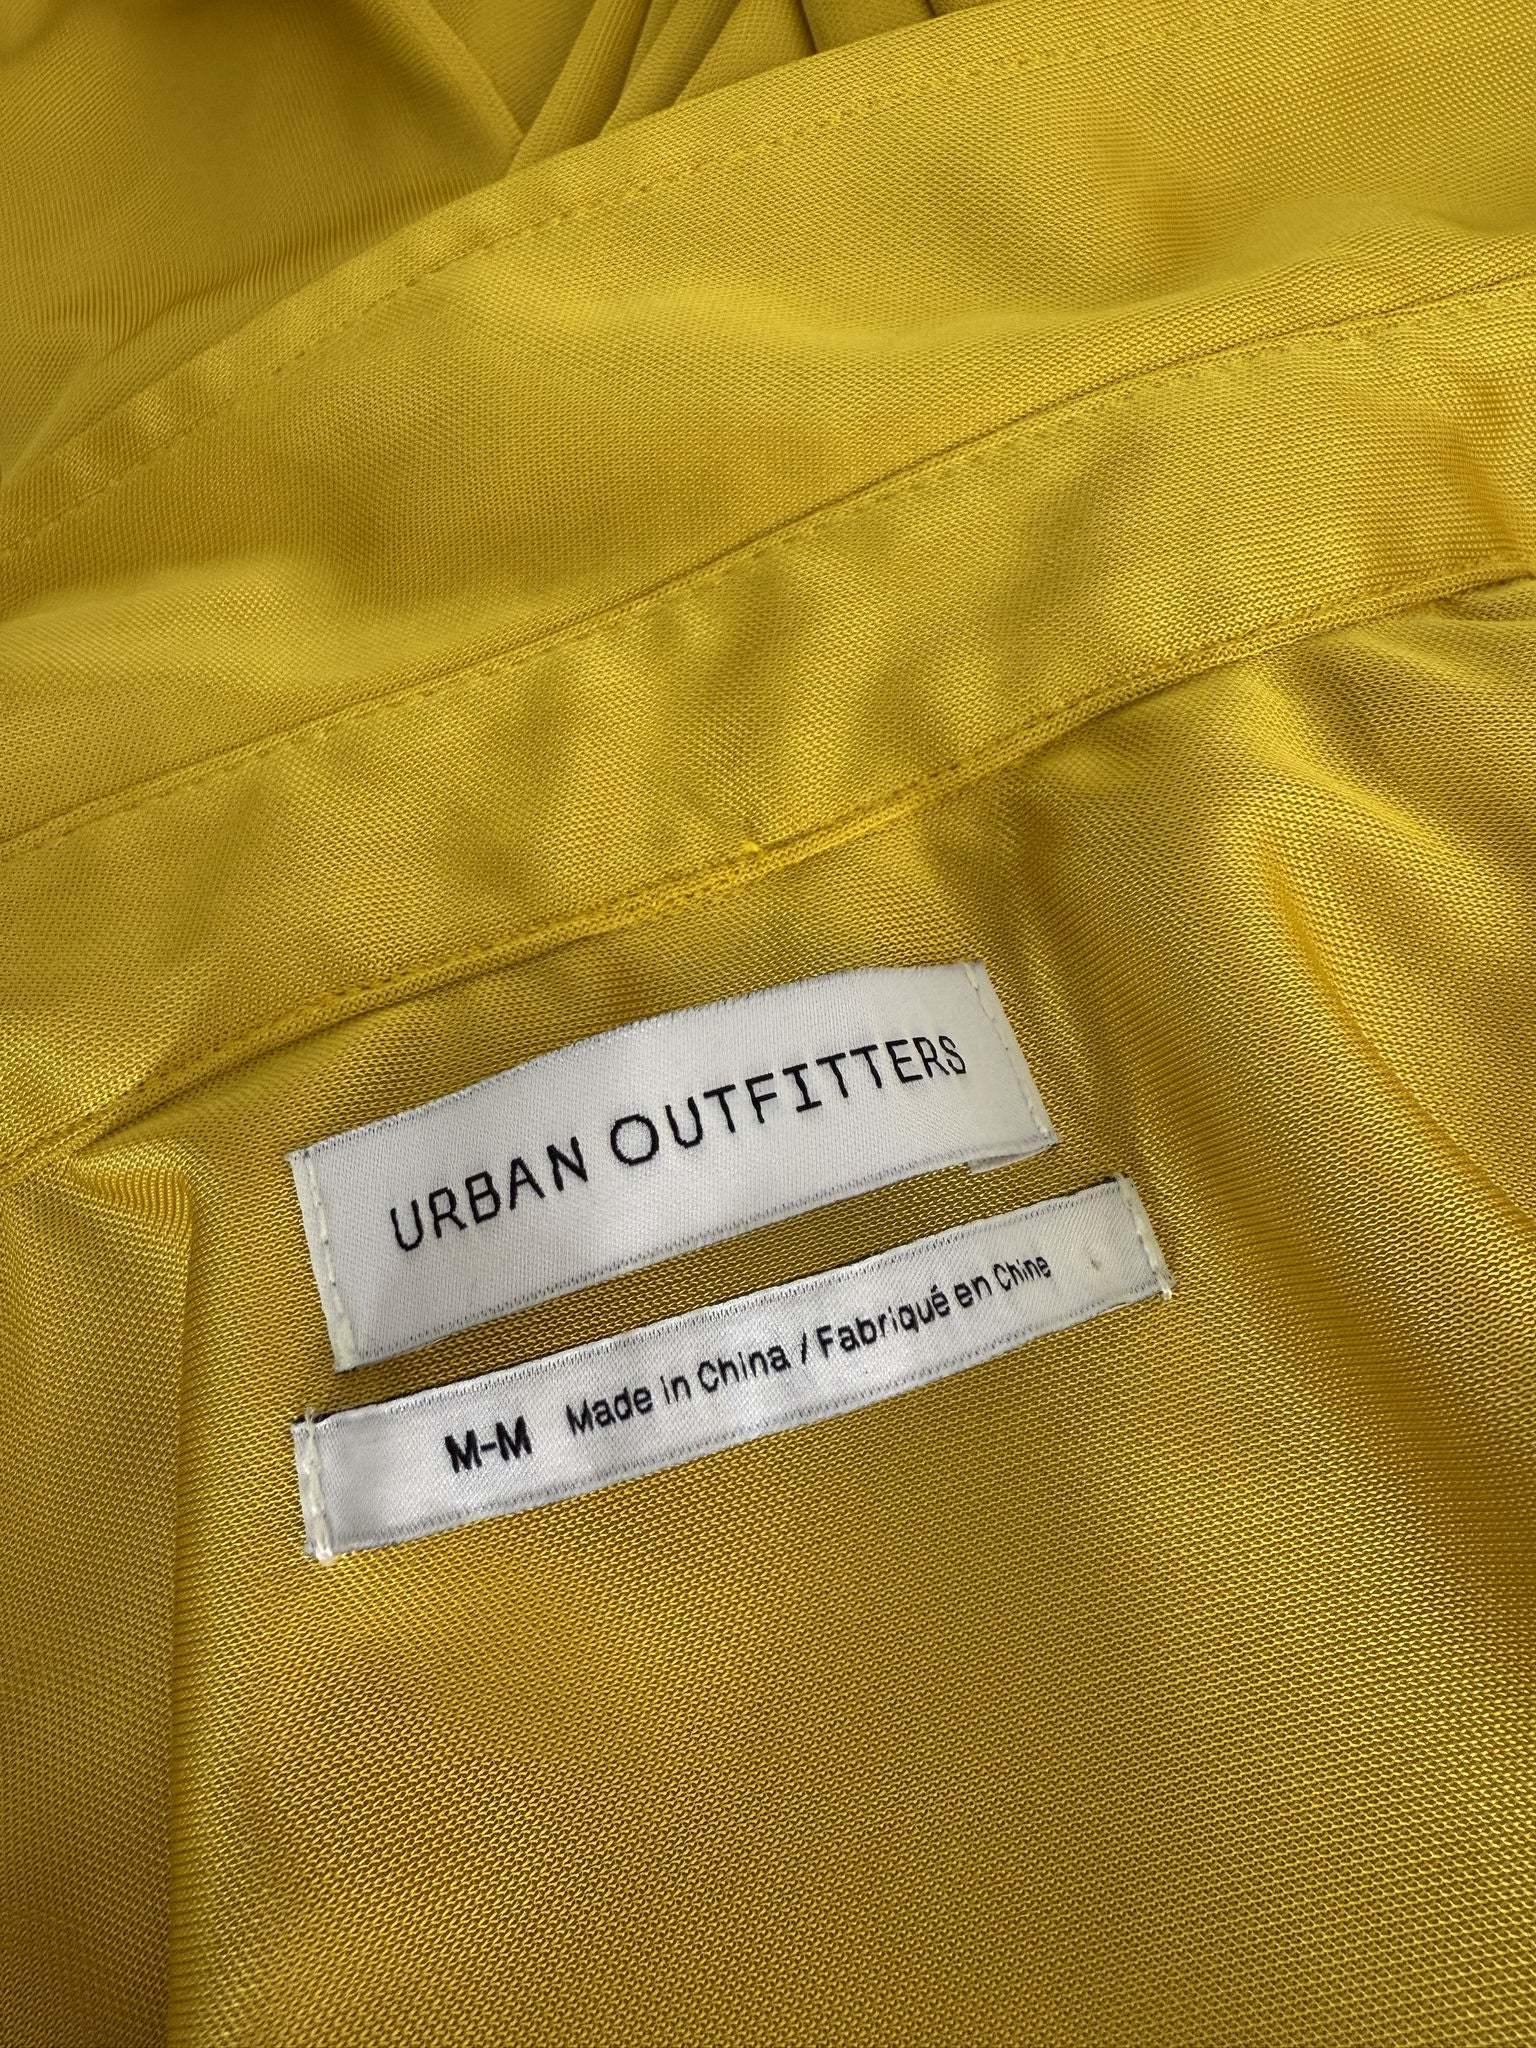 URBAN OUTFITTERS
M-M Made in China / Fabriqué en Chine